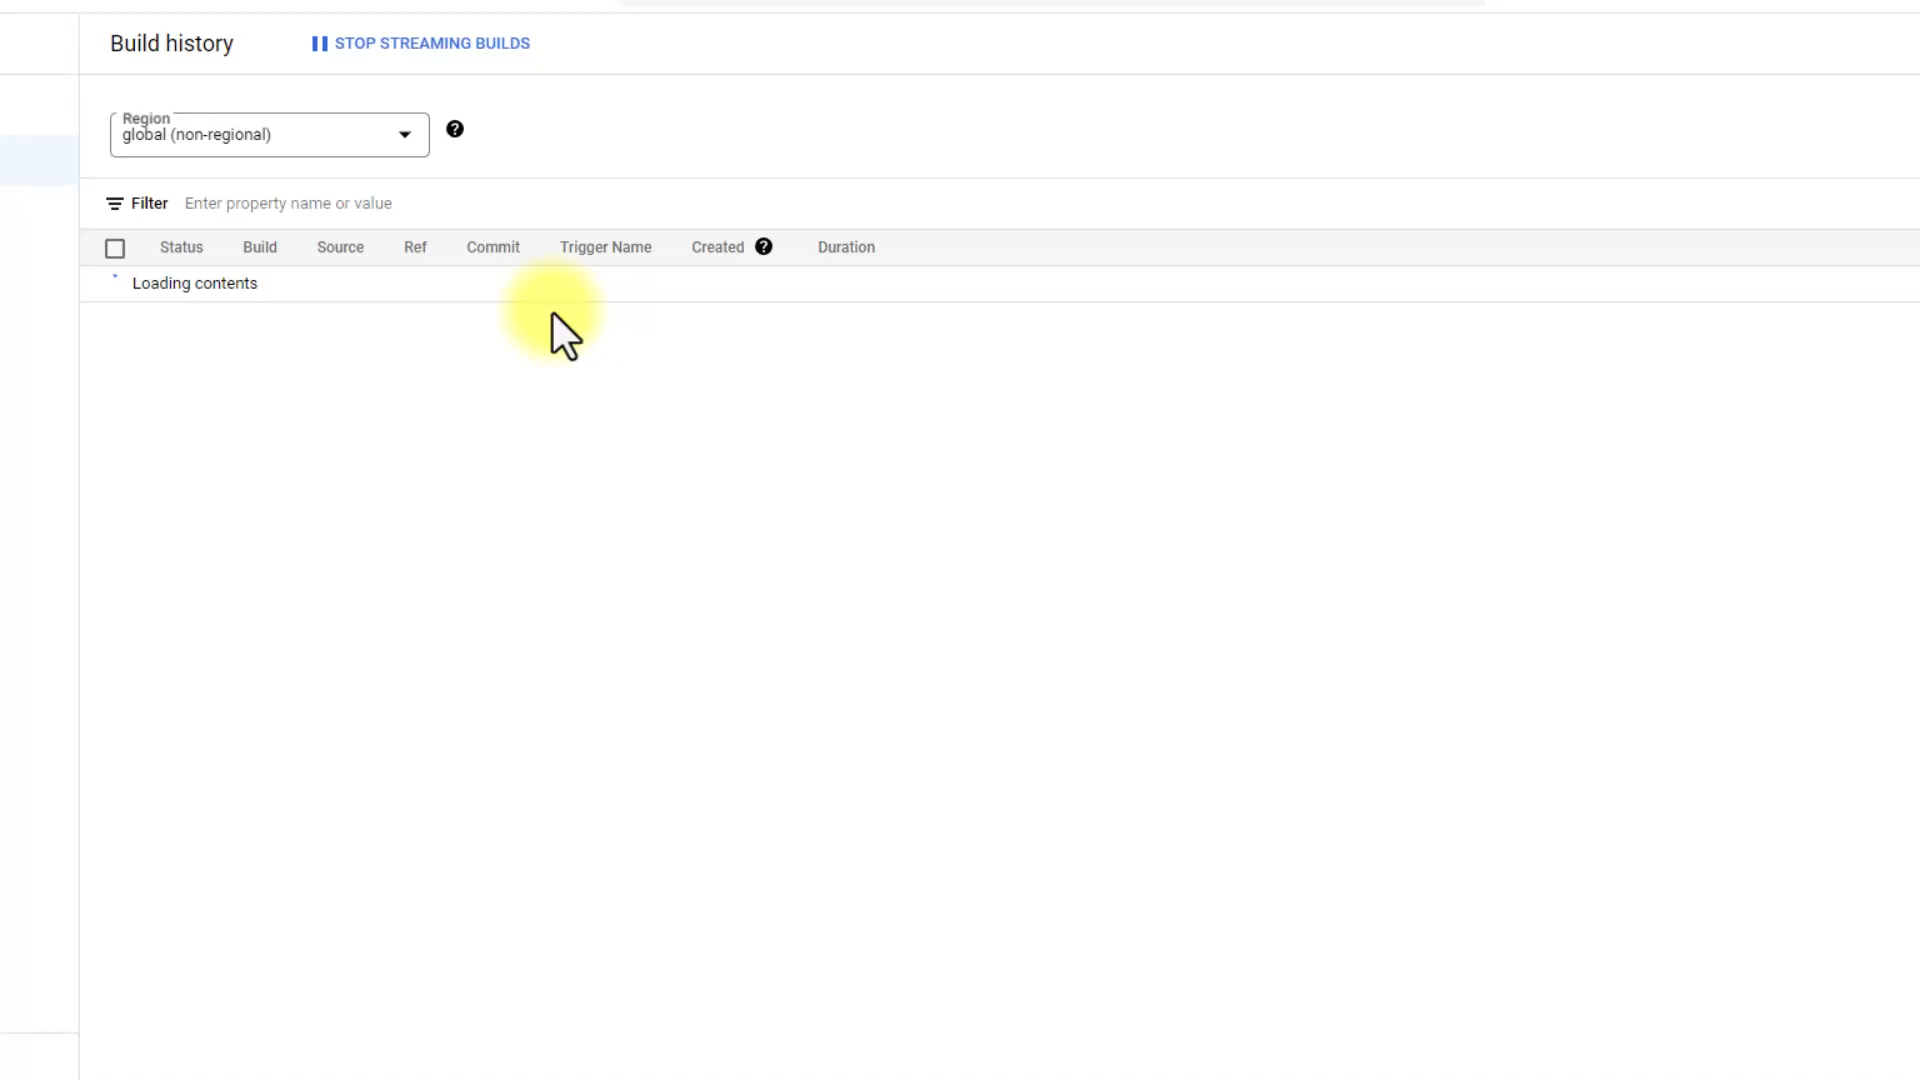 Build history STOP STREAMING BUILDS
Region
global (non-regional)
Filter Enter property name or value
Status Build Source Ref Commit Trigger Name Created Duration
Loading contents